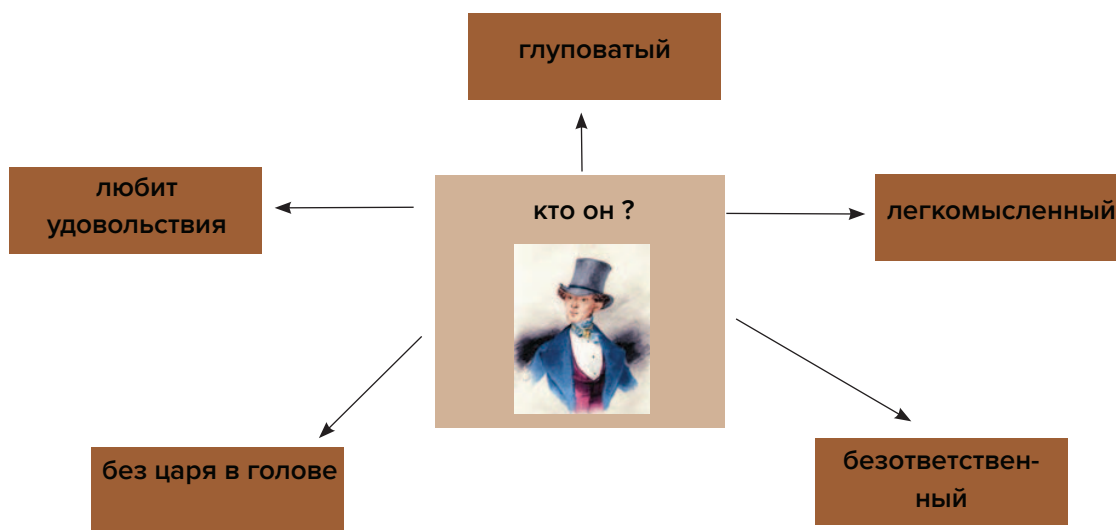 глуповатый
любит
удовольствия
кто он ?
легкомысленный
без царя в голове
безответствен-
ный